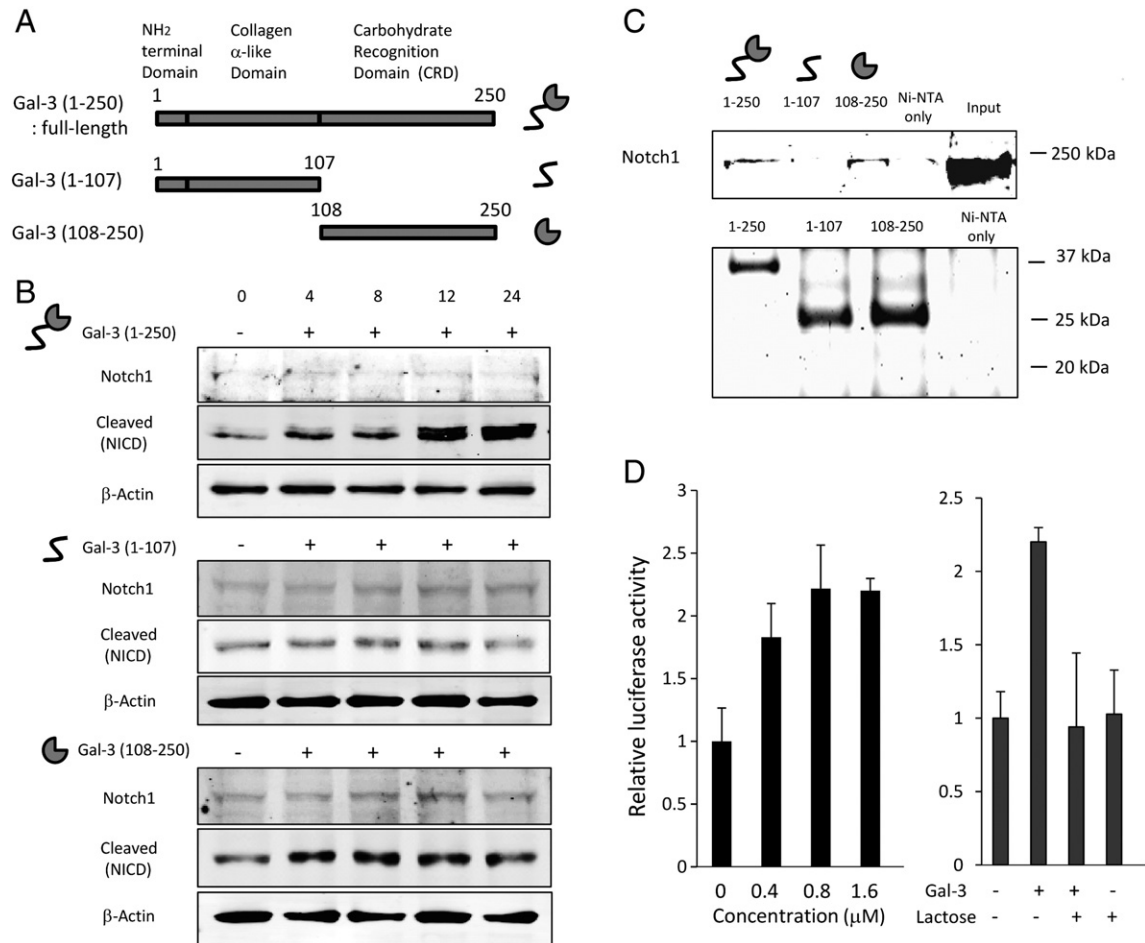 A
NH2 terminal Domain
Collagen α-like Domain
Carbohydrate Recognition Domain (CRD)
Gal-3 (1-250)
: full-length
1 250
Gal-3 (1-107)
1 107
Gal-3 (108-250)
108 250
B
0 4 8 12 24
Gal-3 (1-250) - + + + +
Notch1
Cleaved
(NICD)
β-Actin
Gal-3 (1-107) - + + + +
Notch1
Cleaved
(NICD)
β-Actin
Gal-3 (108-250) - + + + +
Notch1
Cleaved
(NICD)
β-Actin
C
1-250 1-107 108-250 Ni-NTA only Input
Notch1
250 kDa
1-250 1-107 108-250 Ni-NTA only
37 kDa
25 kDa
20 kDa
D
Relative luciferase activity
3
2.5
2
1.5
1
0.5
0
0 0.4 0.8 1.6
Concentration (μM)
2.5
2
1.5
1
0.5
0
Gal-3 - + + -
Lactose - - + +